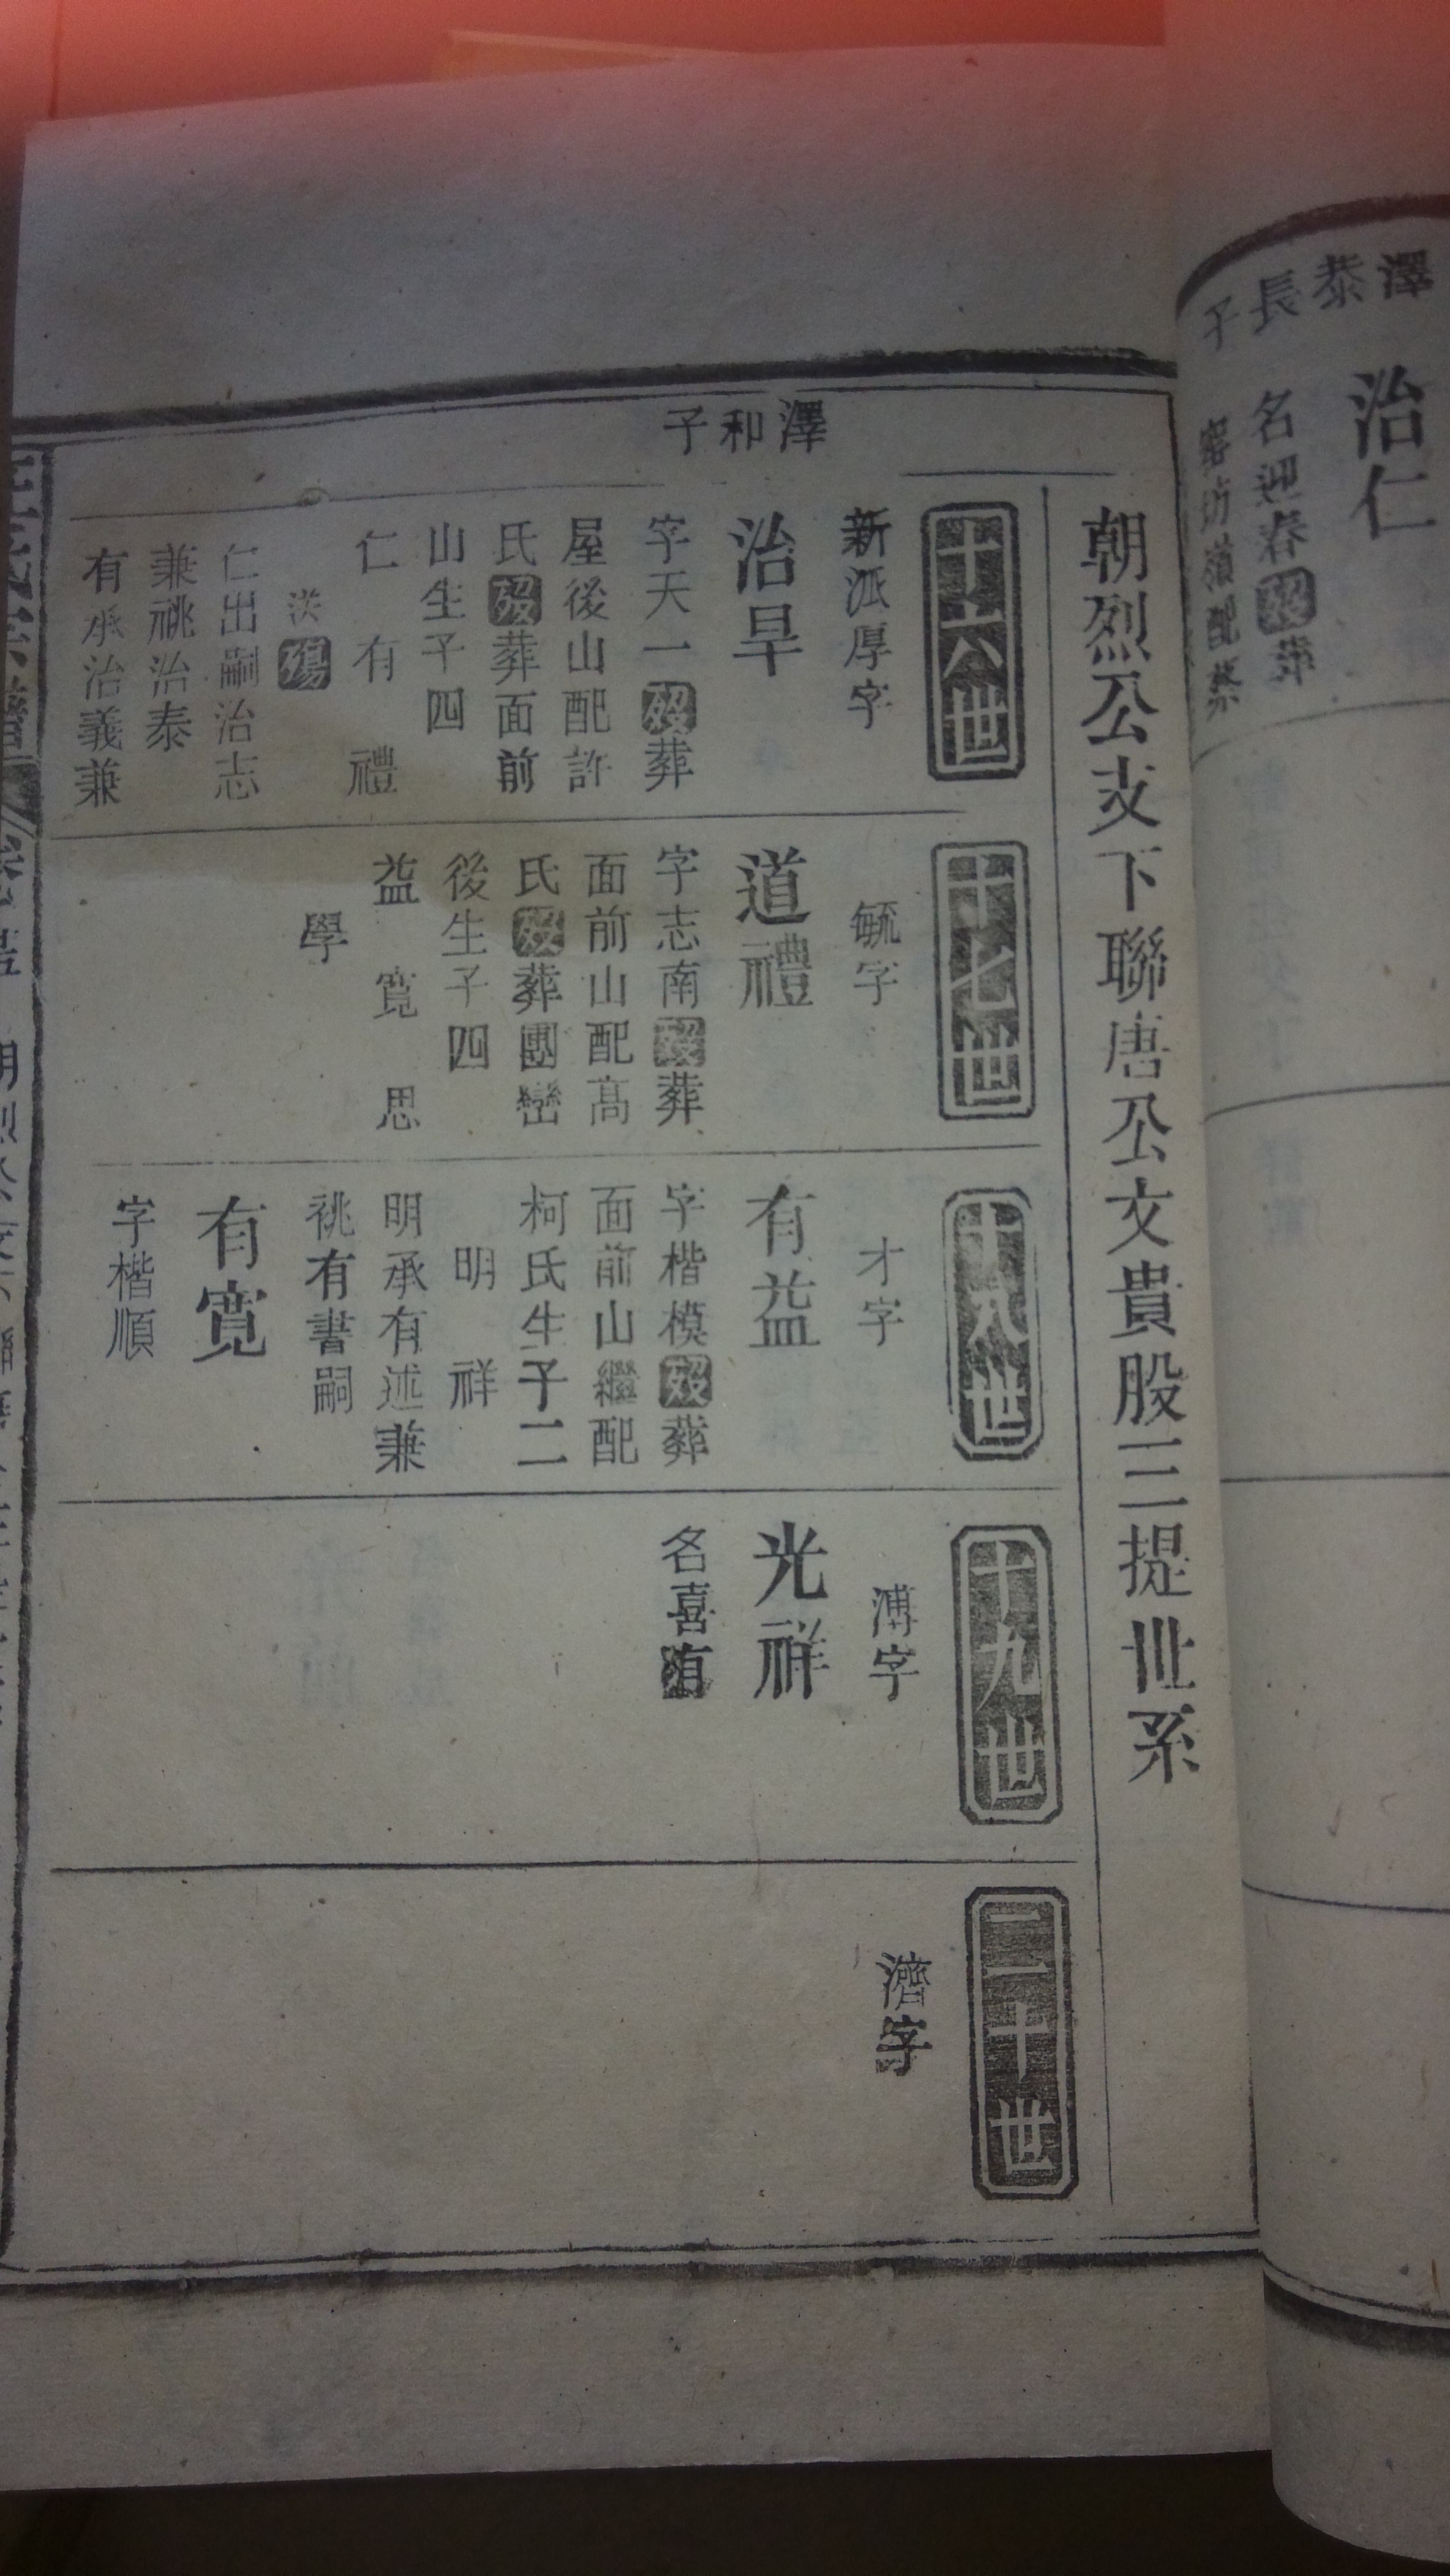 澤恭長子
治仁
名迎春歿葬
配蔡
朝烈公支下聯唐公文貴股三提世系
澤和子
十六世
新派厚字
治旱
字天一歿葬
屋後山配許
氏歿葬面前
山生子四
仁 有 禮
淡殤
仁出嗣治志
兼祧治泰
有承治義兼
十七世
毓字
道禮
字志南歿葬
面前山配高
氏歿葬團巒
後生子四
益 寬 思
學
十八世
才字
有益
字楷模歿葬
面前山繼配
柯氏生子二
明 祥
明承有述兼
祧有書嗣
有寬
字楷順
十九世
溥字
光祥
名喜
二十世
濟字